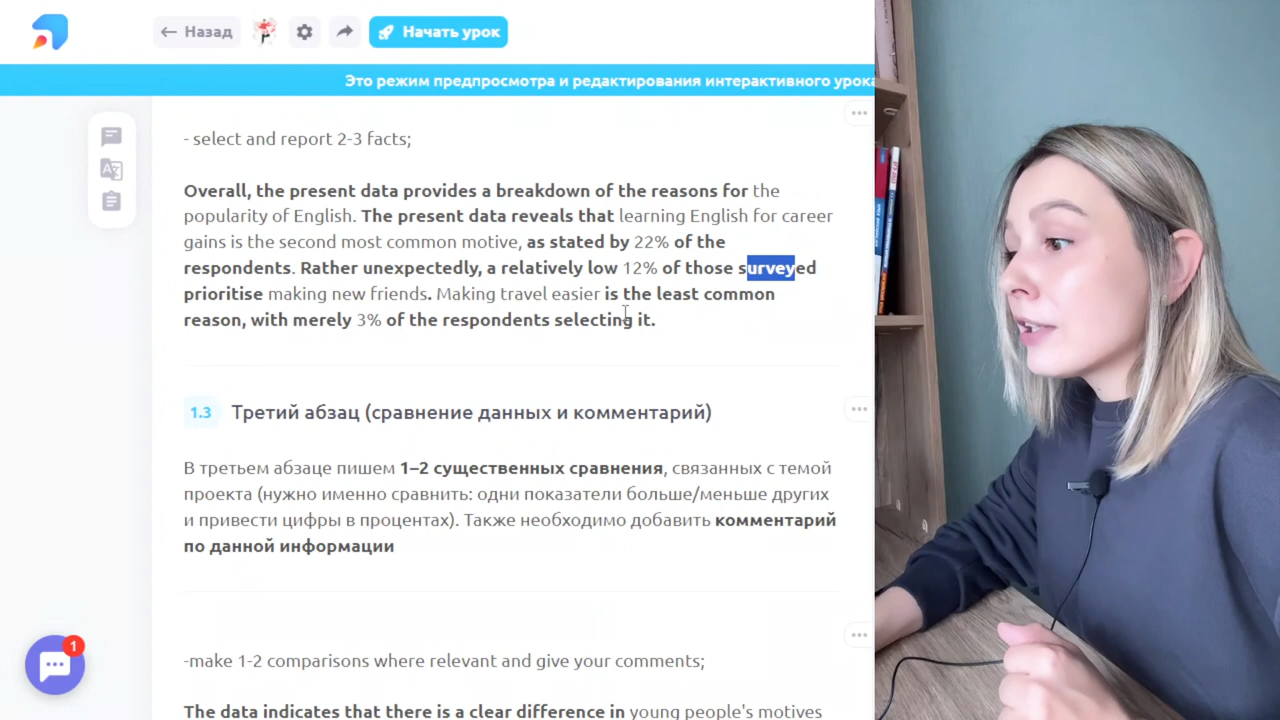 Назад
Начать урок
Это режим предпросмотра и редактирования интерактивного урока
- select and report 2-3 facts;
Overall, the present data provides a breakdown of the reasons for the
popularity of English. The present data reveals that learning English for career
gains is the second most common motive, as stated by 22% of the
respondents. Rather unexpectedly, a relatively low 12% of those surveyed
prioritise making new friends. Making travel easier is the least common
reason, with merely 3% of the respondents selecting it.
1.3 Третий абзац (сравнение данных и комментарий)
В третьем абзаце пишем 1–2 существенных сравнения, связанных с темой
проекта (нужно именно сравнить: одни показатели больше/меньше других
и привести цифры в процентах). Также необходимо добавить комментарий
по данной информации
-make 1-2 comparisons where relevant and give your comments;
The data indicates that there is a clear difference in young people's motives
1